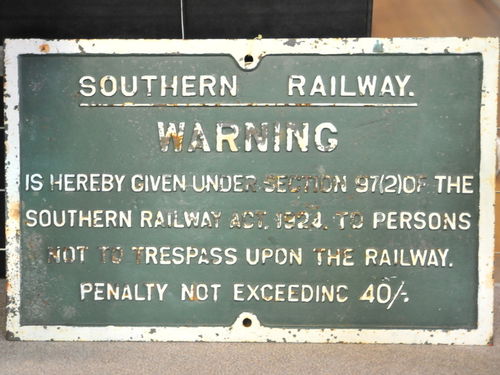 SOUTHERN RAILWAY.
WARNING
IS HEREBY GIVEN UNDER SECTION 97(2) OF THE
SOUTHERN RAILWAY ACT, 1924, TO PERSONS
NOT TO TRESPASS UPON THE RAILWAY.
PENALTY NOT EXCEEDING 40/-.